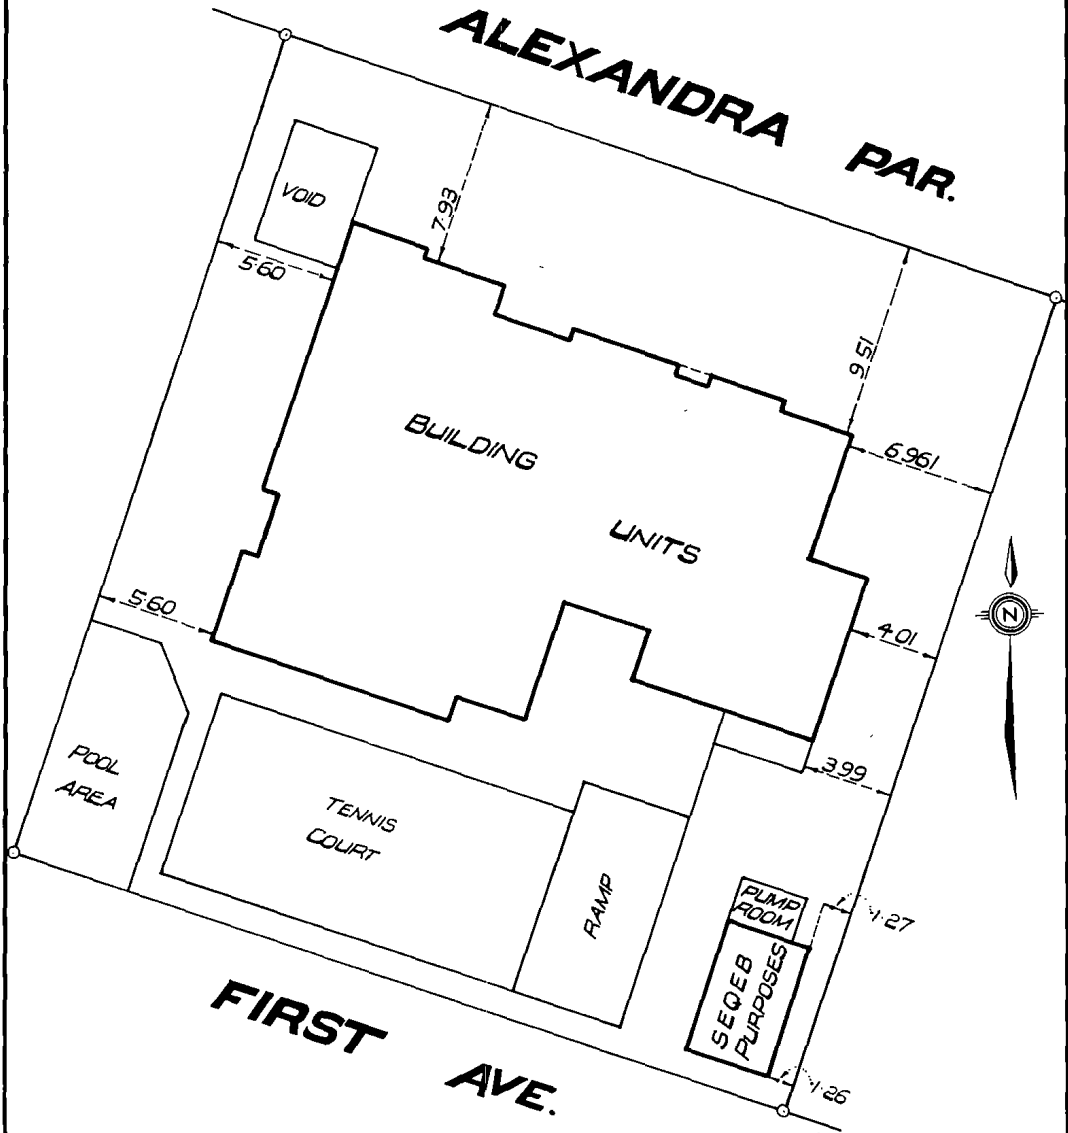 ALEXANDRA PAR.
VOID
7.93
5.60
9.51
6.961
BUILDING
UNITS
N
5.60
4.01
3.99
POOL
AREA
TENNIS
COURT
RAMP
PUMP
ROOM
1.27
SEQEB
PURPOSES
1.26
FIRST AVE.